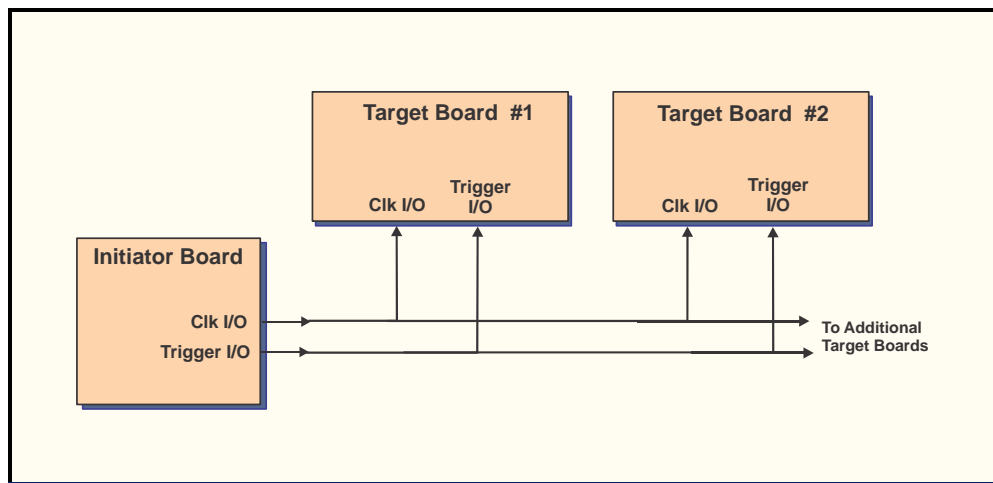 Target Board #1
Trigger
Clk I/O I/O
Target Board #2
Trigger
Clk I/O I/O
Initiator Board
Clk I/O
Trigger I/O
To Additional
Target Boards